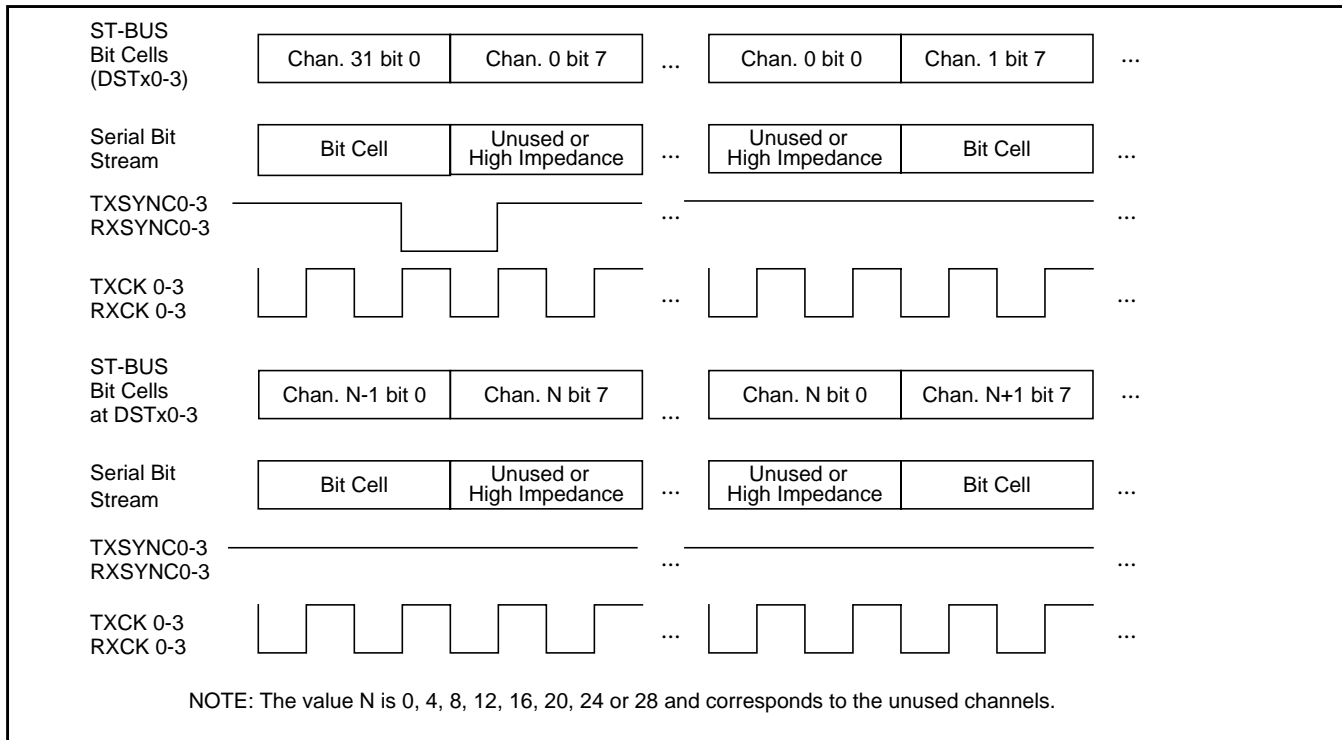 ST-BUS
Bit Cells
(DSTx0-3)
Chan. 31 bit 0
Chan. 0 bit 7
...
Chan. 0 bit 0
Chan. 1 bit 7
...
Serial Bit
Stream
Bit Cell
Unused or
High Impedance
...
Unused or
High Impedance
Bit Cell
...
TXSYNC0-3
RXSYNC0-3
...
...
TXCK 0-3
RXCK 0-3
...
...
ST-BUS
Bit Cells
at DSTx0-3
Chan. N-1 bit 0
Chan. N bit 7
...
Chan. N bit 0
Chan. N+1 bit 7
...
Serial Bit
Stream
Bit Cell
Unused or
High Impedance
...
Unused or
High Impedance
Bit Cell
...
TXSYNC0-3
RXSYNC0-3
...
...
TXCK 0-3
RXCK 0-3
...
...
NOTE: The value N is 0, 4, 8, 12, 16, 20, 24 or 28 and corresponds to the unused channels.